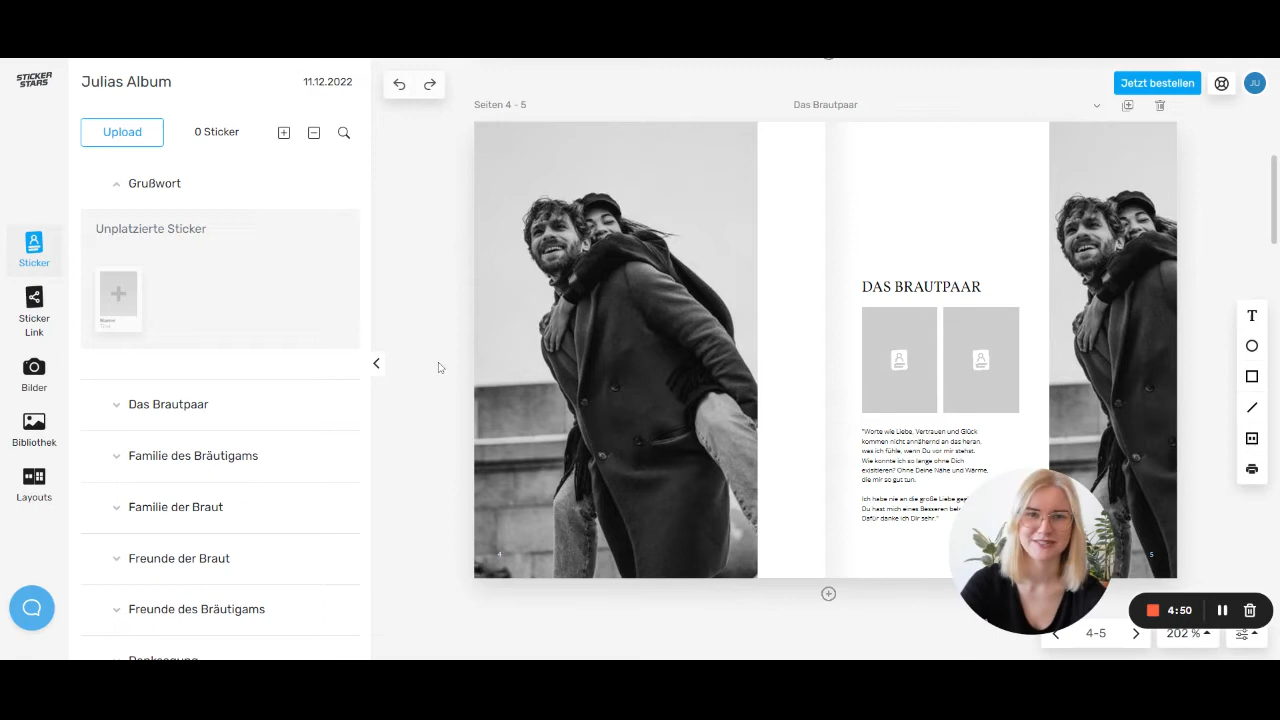 STICKER
STARS
Julias Album
11.12.2022
Upload
0 Sticker
Grußwort
Unplatzierte Sticker
Das Brautpaar
Familie des Bräutigams
Familie der Braut
Freunde der Braut
Freunde des Bräutigams
Danksagung
Sticker
Sticker
Link
Bilder
Bibliothek
Layouts
Seiten 4 - 5
Das Brautpaar
Jetzt bestellen
JU
DAS BRAUTPAAR
"Worte wie Liebe, Vertrauen und Glück
kommen nicht annähernd an das heran,
was ich fühle, wenn Du vor mir stehst.
Wie konnte ich so lange ohne Dich
exisitieren? Ohne Deine Nähe und Wärme,
die mir so gut tun.
Ich habe nie an die große Liebe
Du hast mich eines Besseren
Dafür danke ich Dir sehr."
4
5
T
4:50
4-5
202 %